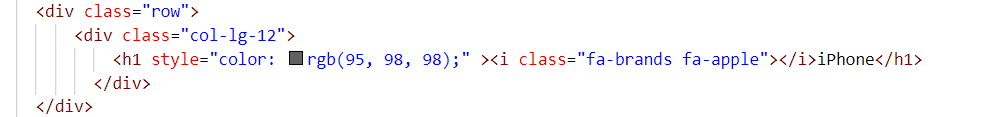 <div class="row">
<div class="col-lg-12">
<h1 style="color: rgb(95, 98, 98);" ><i class="fa-brands fa-apple"></i>iPhone</h1>
</div>
</div>